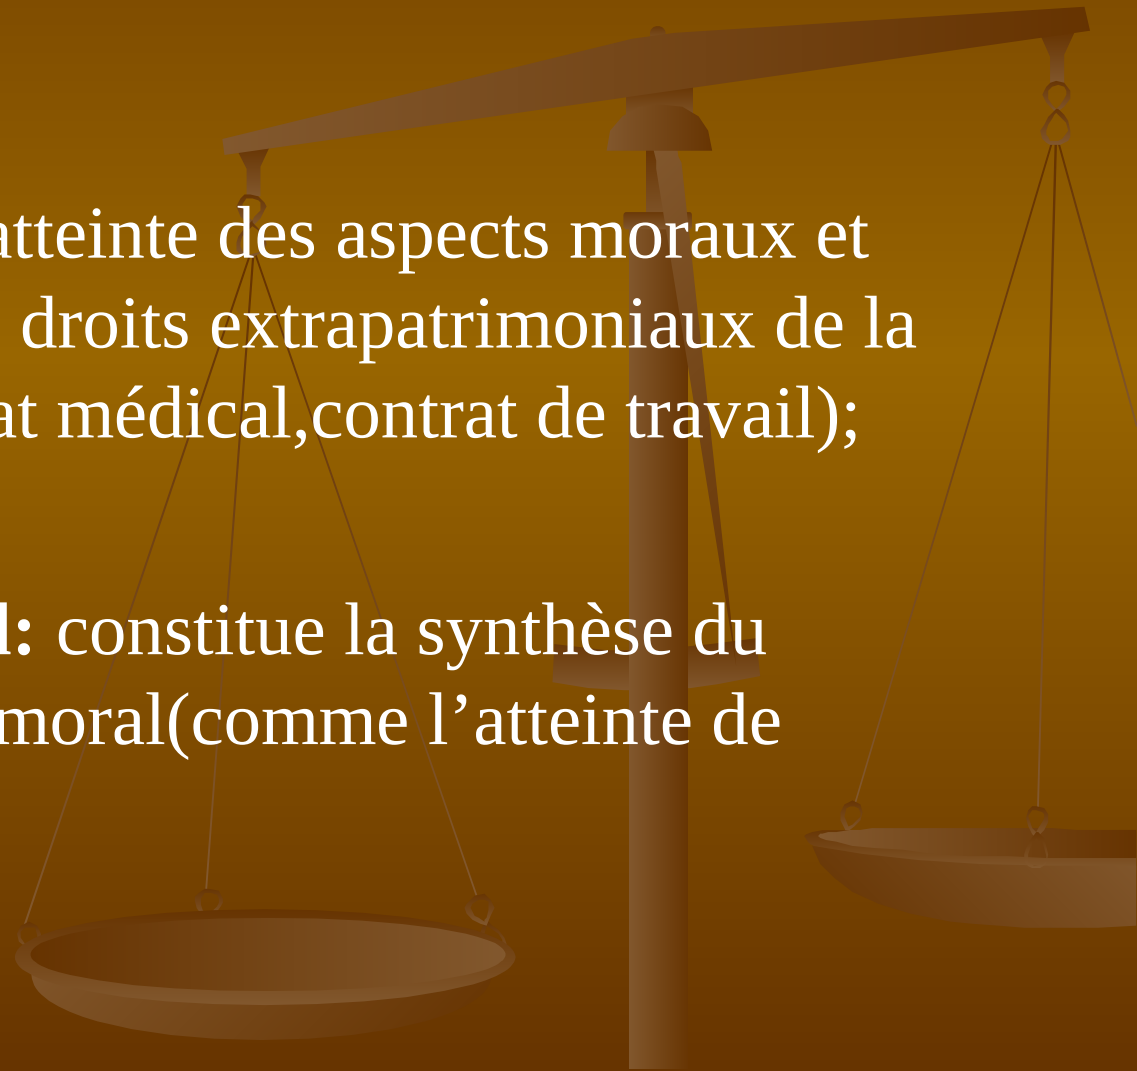 atteinte des aspects moraux et
droits extrapatrimoniaux de la
at médical,contrat de travail);
: constitue la synthèse du
moral(comme l’atteinte de